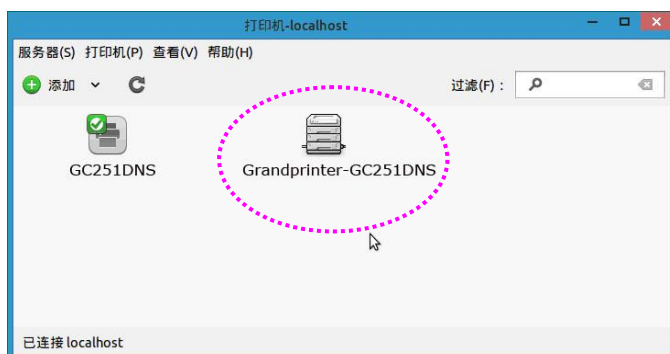 打印机-localhost
服务器(S) 打印机(P) 查看(V) 帮助(H)
添加 过滤(F)：
GC251DNS Grandprinter-GC251DNS
已连接 localhost